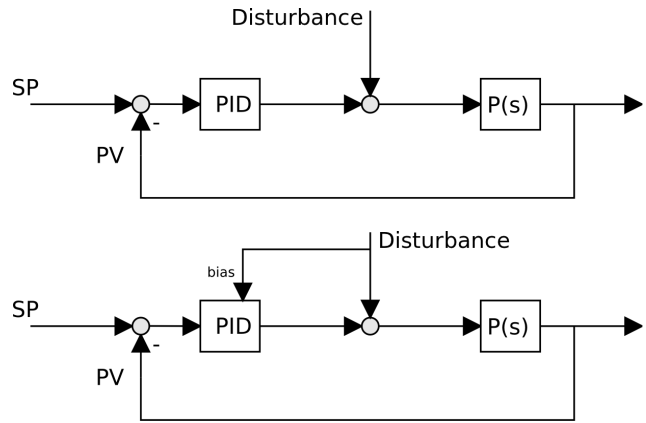 Disturbance
SP
PID
P(s)
-
PV
Disturbance
bias
SP
PID
P(s)
-
PV